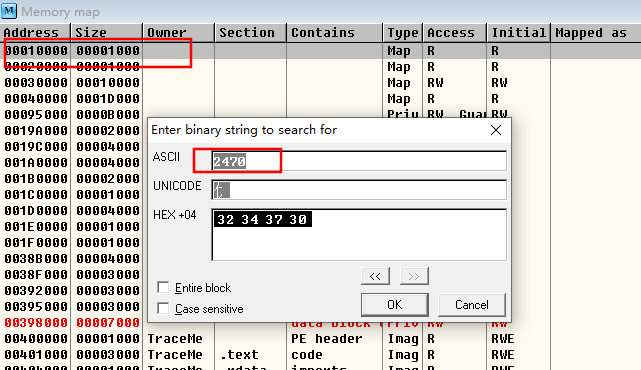 Memory map
Address Size Owner Section Contains Type Access Initial Mapped as
00010000 00001000 Map R R
00020000 00001000 Map R R
00030000 00010000 Map RW RW
00040000 0001D000 Map R R
00095000 0000B000 Priv RW Gua RW
0019A000 00002000
0019C000 00004000
001A0000 00004000
001B0000 00002000
001C0000 00001000
001D0000 00004000
001E0000 00001000
001F0000 00001000
0038B000 00004000
0038F000 00003000
00392000 00003000
00395000 00003000
00398000 00007000 data block Priv RW RW
00400000 00001000 TraceMe PE header Imag R RWE
00401000 00003000 TraceMe .text code Imag R RWE
00404000 00001000 TraceMe .rdata imports Imag R RWE
Enter binary string to search for
ASCII
2470
UNICODE
HEX +04
32 34 37 30
<< >>
Entire block
Case sensitive
OK Cancel